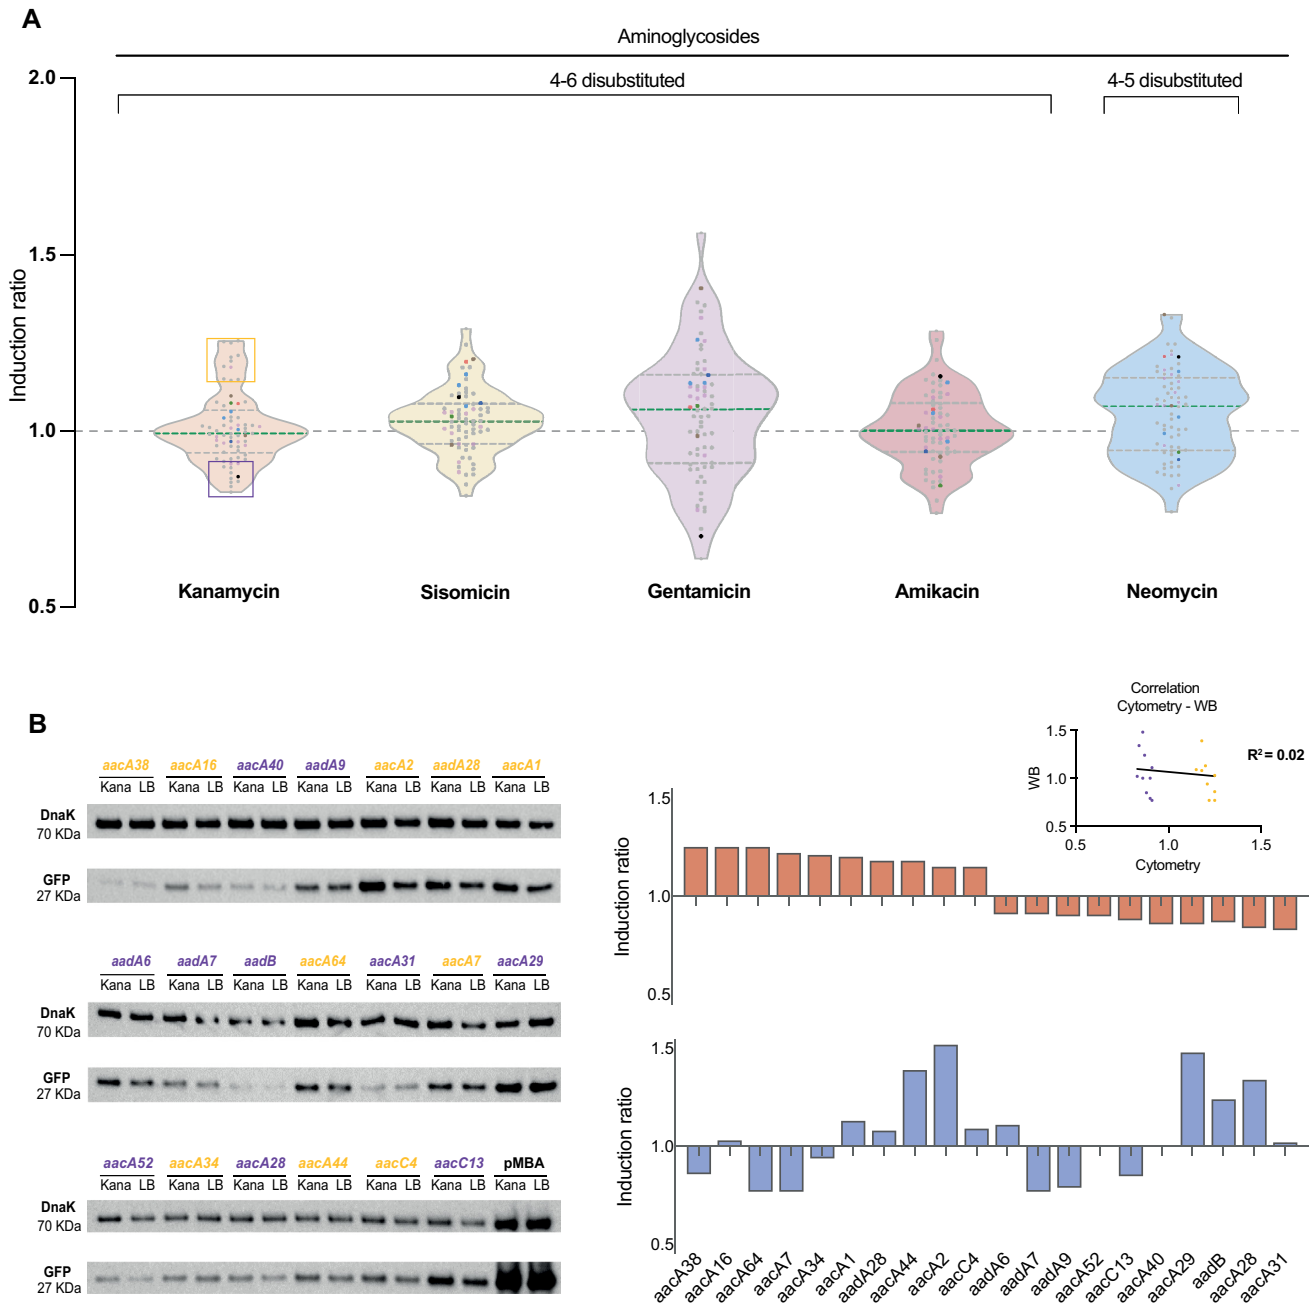 A
Aminoglycosides
4-6 disubstituted
4-5 disubstituted
2.0
1.5
1.0
0.5
Induction ratio
Kanamycin
Sisomicin
Gentamicin
Amikacin
Neomycin
B
aacA38 aacA16 aacA40 aadA9 aacA2 aadA28 aacA1
Kana LB Kana LB Kana LB Kana LB Kana LB Kana LB Kana LB
DnaK
70 KDa
GFP
27 KDa
aadA6 aadA7 aadB aacA64 aacA31 aacA7 aacA29
Kana LB Kana LB Kana LB Kana LB Kana LB Kana LB Kana LB
DnaK
70 KDa
GFP
27 KDa
aacA52 aacA34 aacA28 aacA44 aacC4 aacC13 pMBA
Kana LB Kana LB Kana LB Kana LB Kana LB Kana LB Kana LB
DnaK
70 KDa
GFP
27 KDa
Correlation
Cytometry - WB
1.5
1.0
0.5
WB
R² = 0.02
0.5 1.0 1.5
Cytometry
1.5
1.0
0.5
Induction ratio
1.5
1.0
0.5
Induction ratio
aacA38
aacA16
aacA64
aacA7
aacA34
aacA1
aadA28
aacA44
aacA2
aacC4
aadA6
aadA7
aadA9
aacA52
aacC13
aacA40
aacA29
aadB
aacA28
aacA31